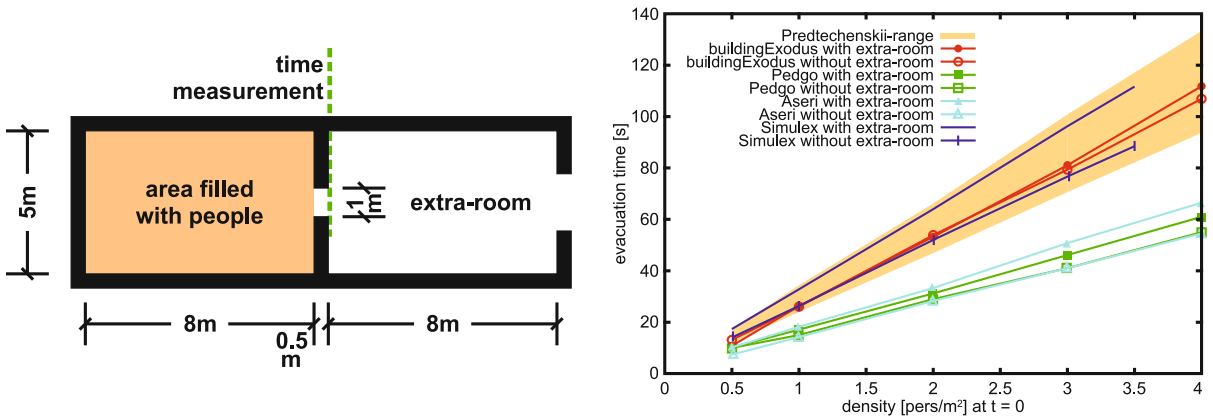 time
measurement
5m
area filled
with people
1
m
extra-room
8m
0.5
m
8m
evacuation time [s]
140
120
100
80
60
40
20
0
Predtechenskii-range
buildingExodus with extra-room
buildingExodus without extra-room
Pedgo with extra-room
Pedgo without extra-room
Aseri with extra-room
Aseri without extra-room
Simulex with extra-room
Simulex without extra-room
0 0.5 1 1.5 2 2.5 3 3.5 4
density [pers/m²] at t = 0